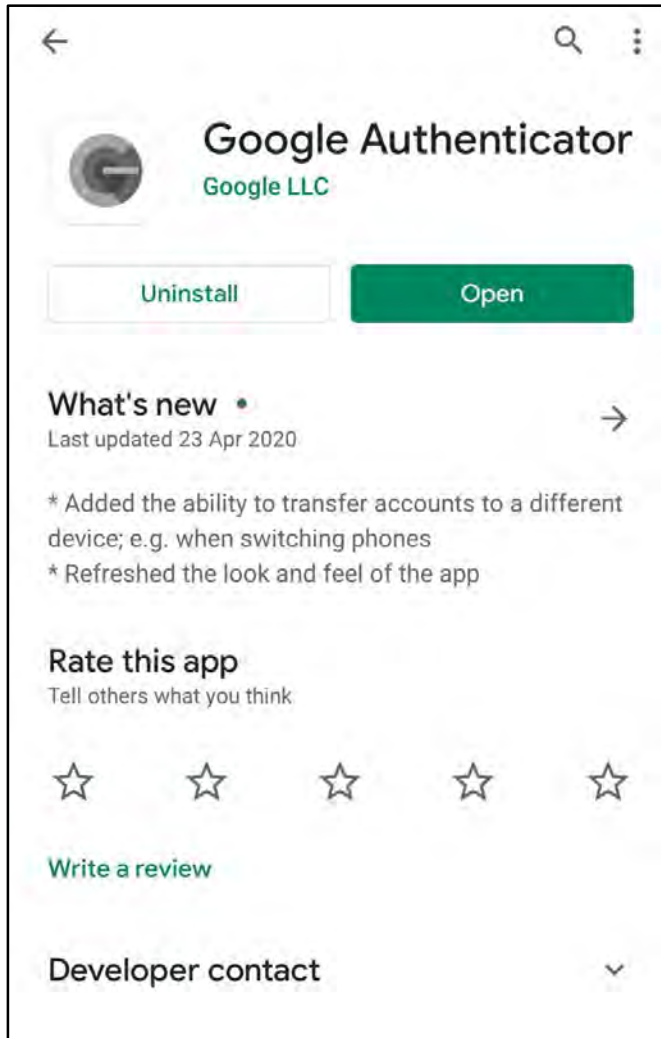 Google Authenticator
Google LLC
Uninstall
Open
What's new
Last updated 23 Apr 2020
* Added the ability to transfer accounts to a different
device; e.g. when switching phones
* Refreshed the look and feel of the app
Rate this app
Tell others what you think
Write a review
Developer contact